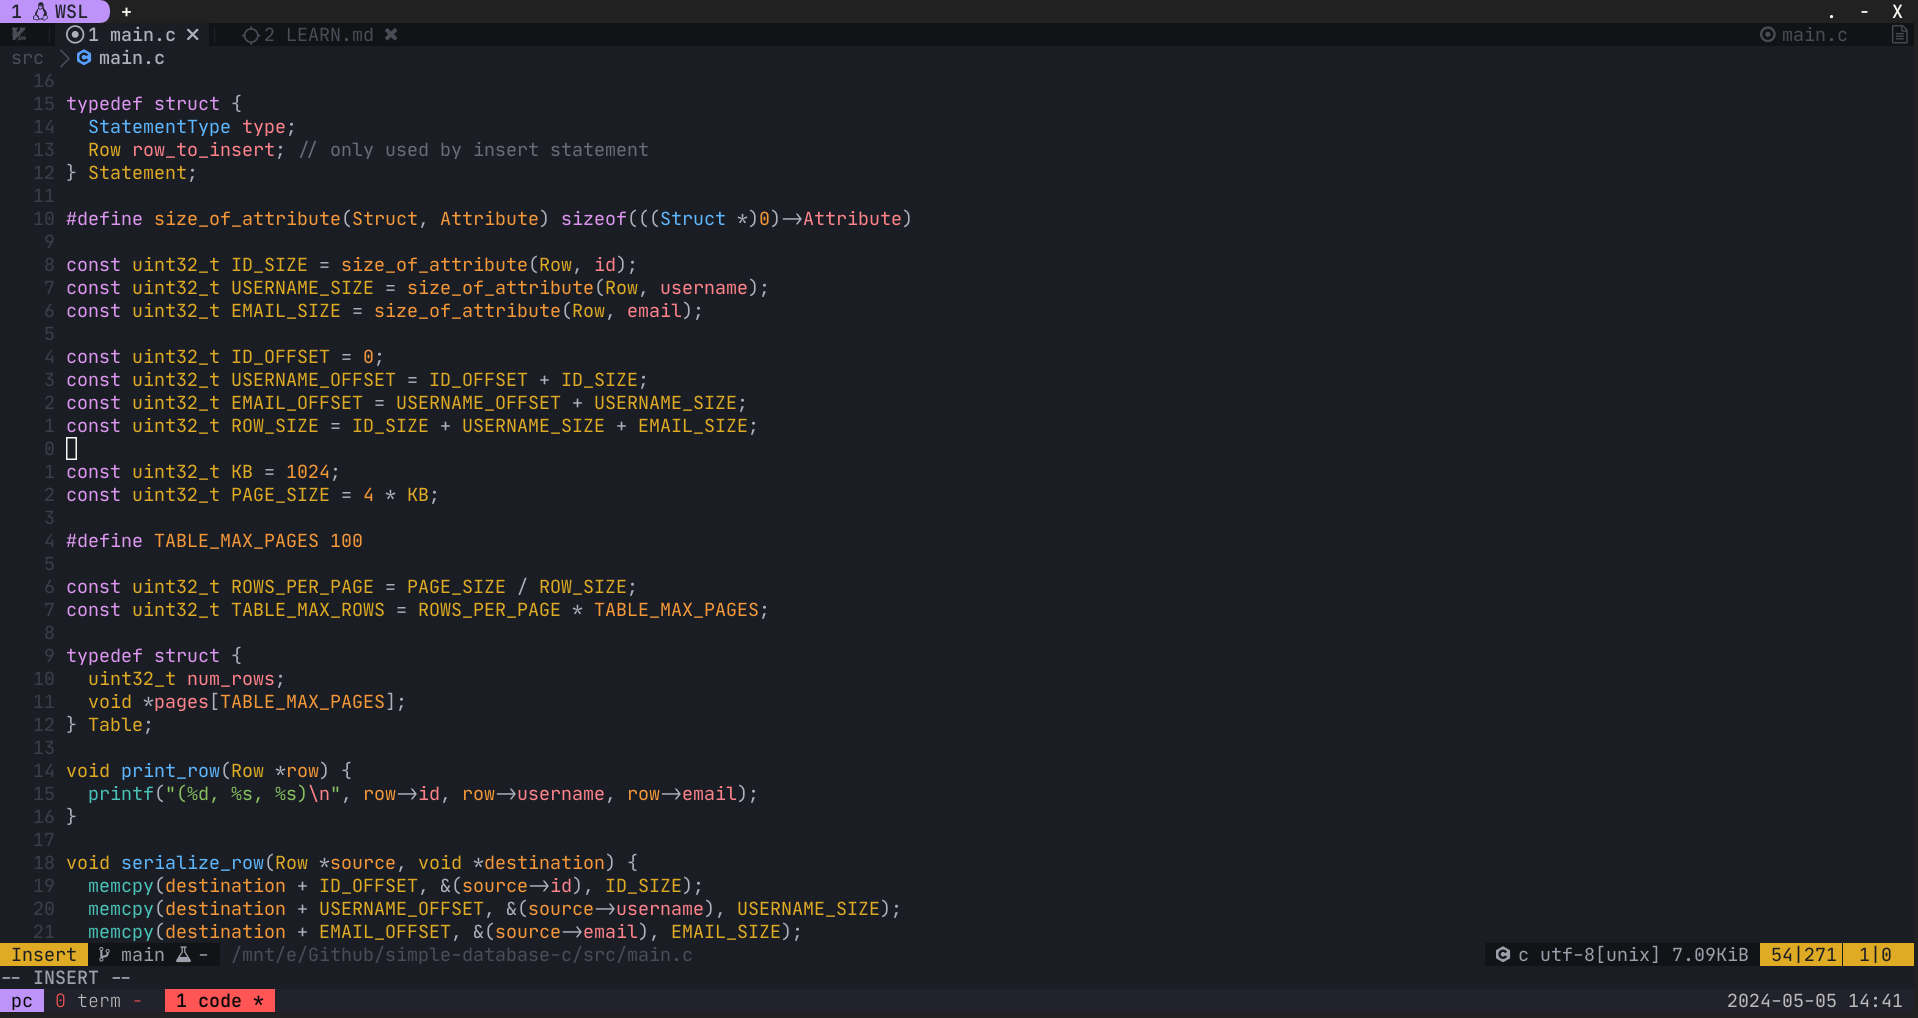 1 WSL + . - X
1 main.c × 2 LEARN.md ✖ main.c
src > main.c
16
15 typedef struct {
14   StatementType type;
13   Row row_to_insert; // only used by insert statement
12 } Statement;
11
10 #define size_of_attribute(Struct, Attribute) sizeof(((Struct *)0)->Attribute)
9
8 const uint32_t ID_SIZE = size_of_attribute(Row, id);
7 const uint32_t USERNAME_SIZE = size_of_attribute(Row, username);
6 const uint32_t EMAIL_SIZE = size_of_attribute(Row, email);
5
4 const uint32_t ID_OFFSET = 0;
3 const uint32_t USERNAME_OFFSET = ID_OFFSET + ID_SIZE;
2 const uint32_t EMAIL_OFFSET = USERNAME_OFFSET + USERNAME_SIZE;
1 const uint32_t ROW_SIZE = ID_SIZE + USERNAME_SIZE + EMAIL_SIZE;
0
1 const uint32_t KB = 1024;
2 const uint32_t PAGE_SIZE = 4 * KB;
3
4 #define TABLE_MAX_PAGES 100
5
6 const uint32_t ROWS_PER_PAGE = PAGE_SIZE / ROW_SIZE;
7 const uint32_t TABLE_MAX_ROWS = ROWS_PER_PAGE * TABLE_MAX_PAGES;
8
9 typedef struct {
10   uint32_t num_rows;
11   void *pages[TABLE_MAX_PAGES];
12 } Table;
13
14 void print_row(Row *row) {
15   printf("(%d, %s, %s)\n", row->id, row->username, row->email);
16 }
17
18 void serialize_row(Row *source, void *destination) {
19   memcpy(destination + ID_OFFSET, &(source->id), ID_SIZE);
20   memcpy(destination + USERNAME_OFFSET, &(source->username), USERNAME_SIZE);
21   memcpy(destination + EMAIL_OFFSET, &(source->email), EMAIL_SIZE);
Insert main - /mnt/e/Github/simple-database-c/src/main.c c utf-8[unix] 7.09KiB 54|271 1|0
-- INSERT --
pc 0 term - 1 code * 2024-05-05 14:41